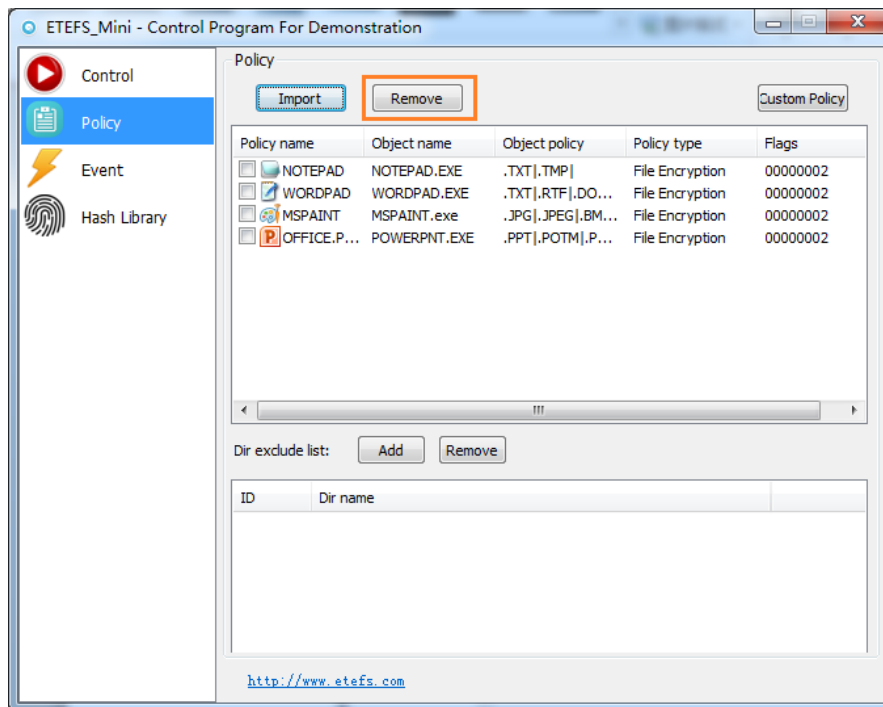 ETEFS_Mini - Control Program For Demonstration
Control
Policy
Event
Hash Library
Policy
Import Remove Custom Policy
Policy name Object name Object policy Policy type Flags
NOTEPAD NOTEPAD.EXE .TXT|.TMP| File Encryption 00000002
WORDPAD WORDPAD.EXE .TXT|.RTF|.DO... File Encryption 00000002
MSPAINT MSPAINT.exe .JPG|.JPEG|.BM... File Encryption 00000002
OFFICE.P... POWERPNT.EXE .PPT|.POTM|.P... File Encryption 00000002
Dir exclude list: Add Remove
ID Dir name
http://www.etefs.com